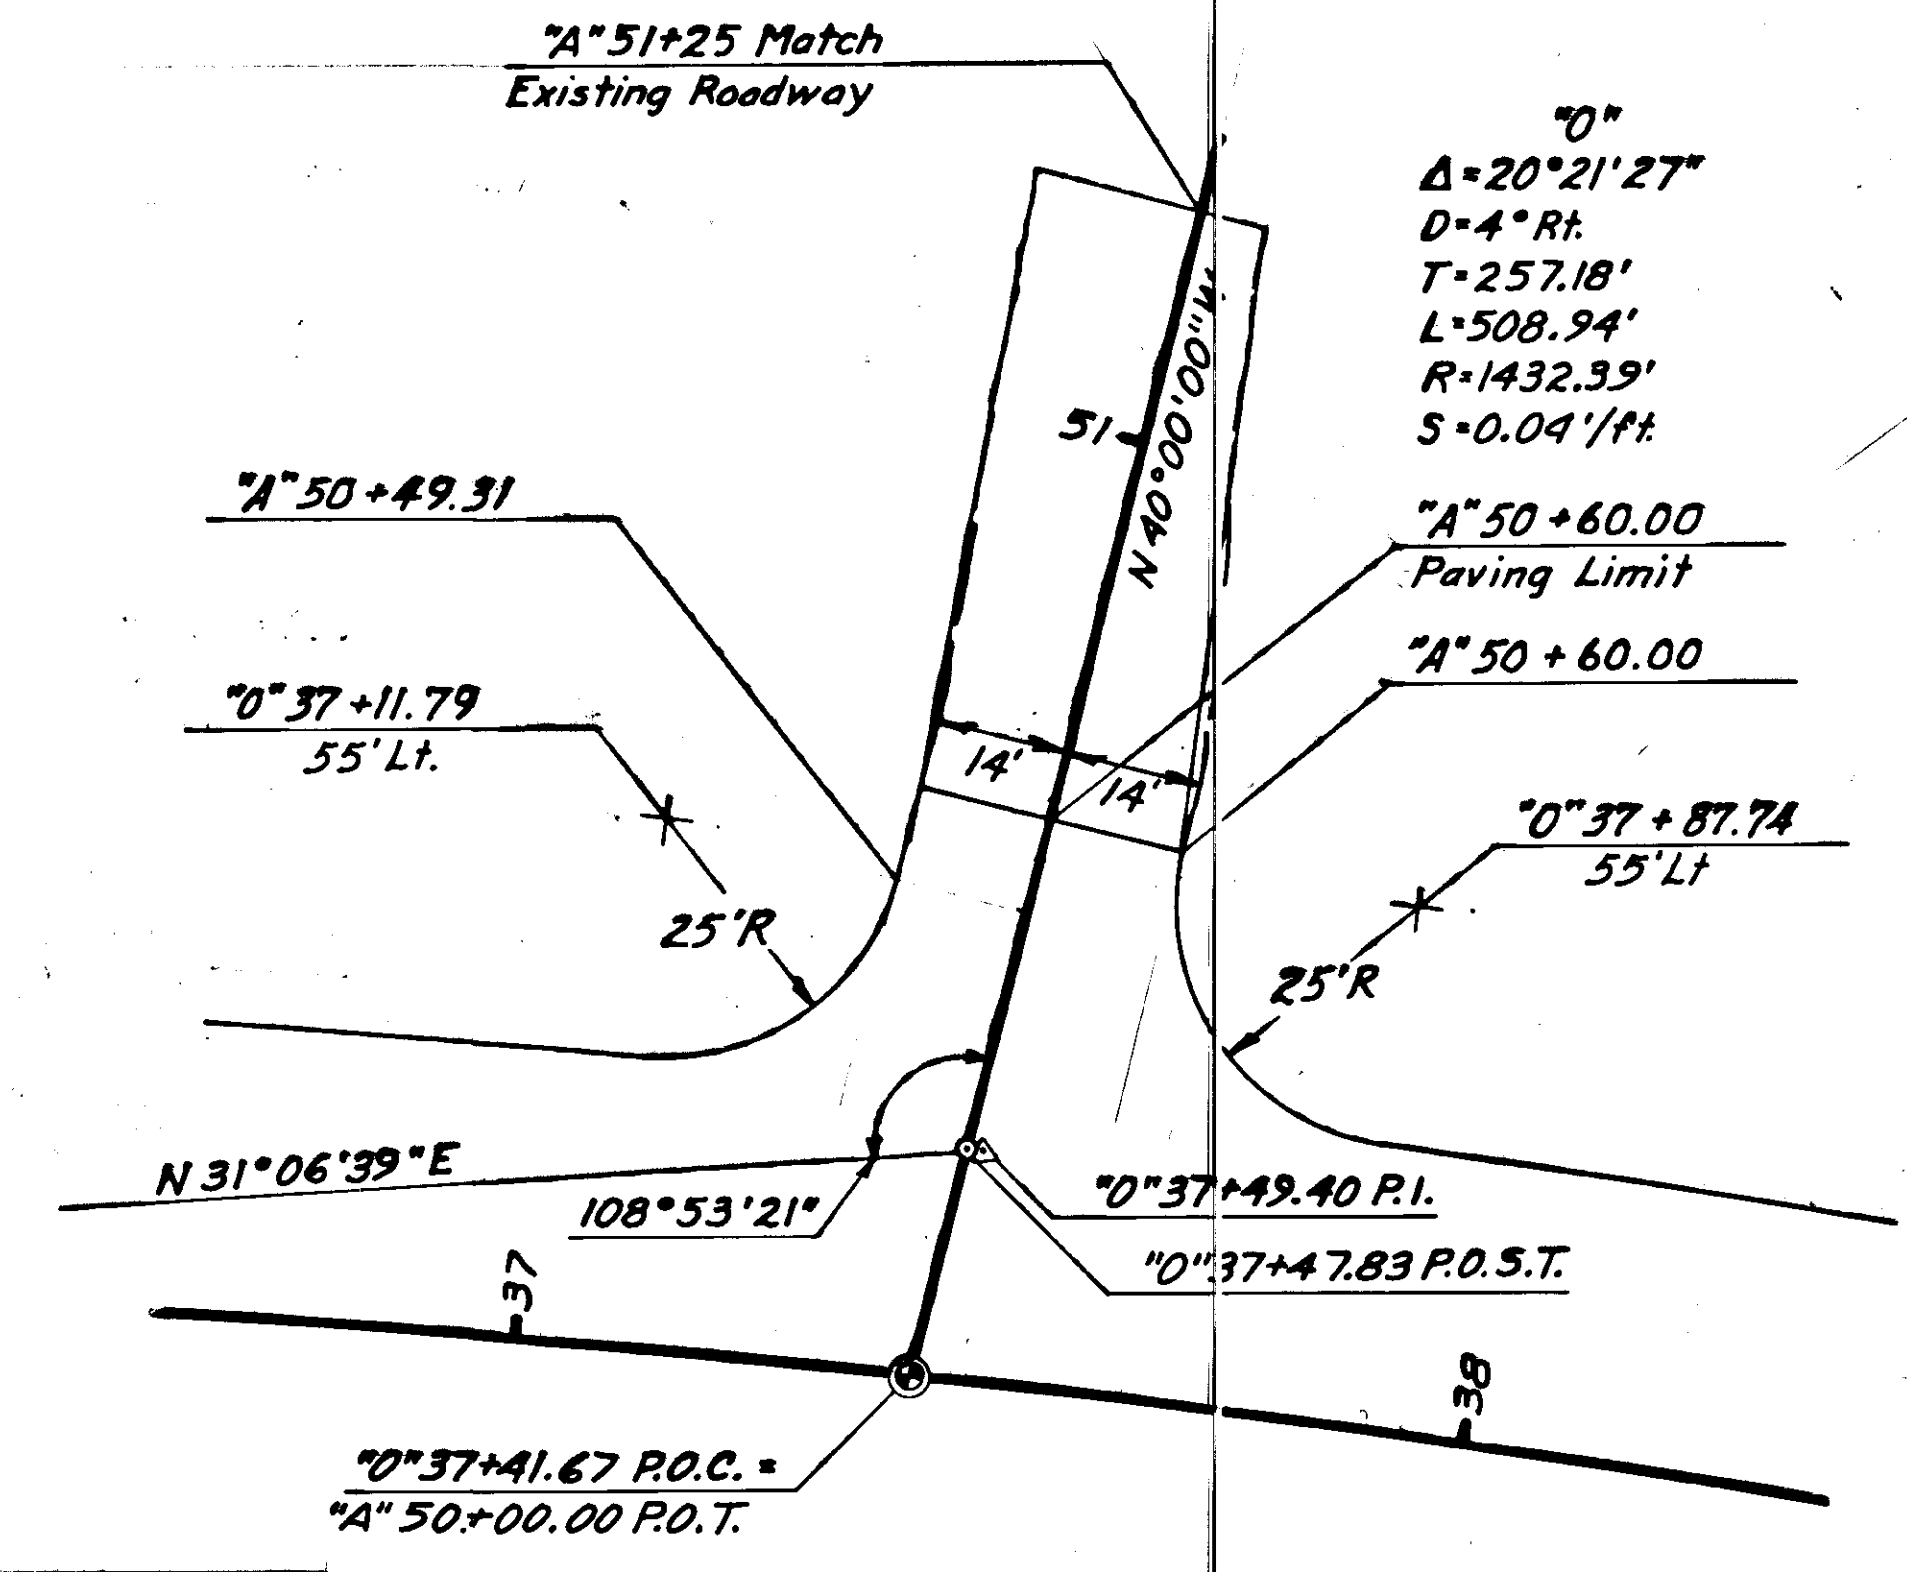 "A" 51+25 Match
Existing Roadway
"O"
Δ=20°21'27"
D=4° Rt.
T=257.18'
L=508.94'
R=1432.39'
S=0.04'/ft.
51
N 40°00'00" W
"A" 50+49.31
"A" 50+60.00
Paving Limit
"A" 50+60.00
"O" 37+11.79
55' Lt.
14'
14'
"O" 37+87.74
55' Lt
25'R
25'R
N 31°06'39" E
108°53'21"
"O" 37+49.40 P.I.
"O" 37+47.83 P.O.S.T.
37
38
"O" 37+41.67 P.O.C. =
"A" 50+00.00 P.O.T.